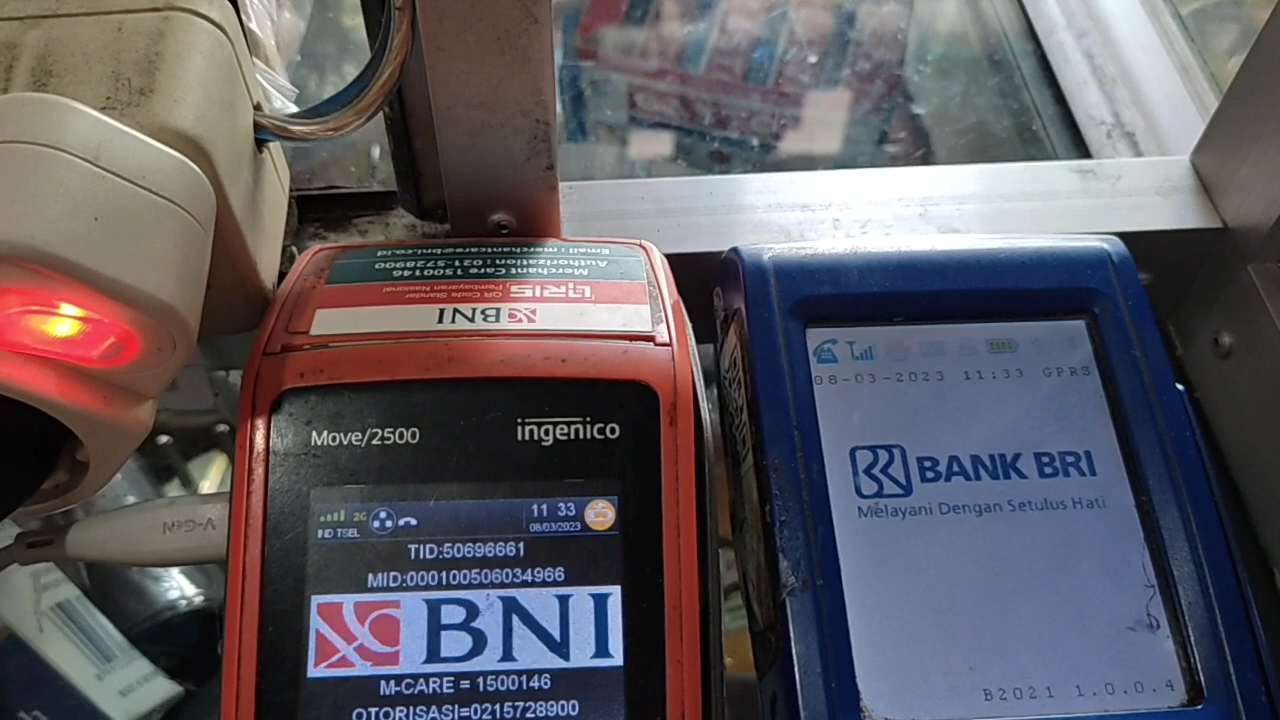 Email : merchantcare@bni.co.id
Authorization : 021-5728900
Merchant Care 1500146
QRIS QR Code Standar
Pembayaran Nasional
BNI
Move/2500
ingenico
2G
IND TSEL
11 33
08/03/2023
TID:50696661
MID:000100506034966
BNI
M-CARE = 1500146
OTORISASI=0215728900
V-GeN
08-03-2023 11:33 GPRS
BANK BRI
Melayani Dengan Setulus Hati
B2021 1.0.0.4